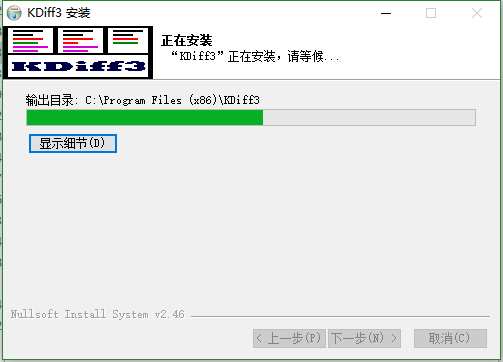 KDiff3 安装
KDiff3
正在安装
“KDiff3”正在安装，请等候...
输出目录: C:\Program Files (x86)\KDiff3
显示细节(D)
Nullsoft Install System v2.46
< 上一步(P)
下一步(N) >
取消(C)